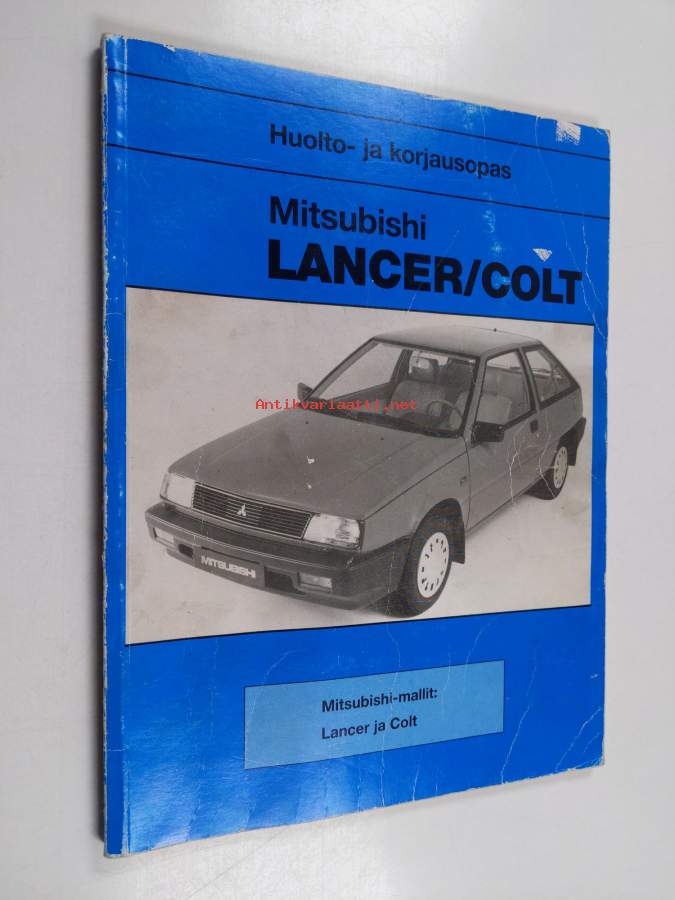 Huolto- ja korjausopas
Mitsubishi
LANCER/COLT
Antikvariaatti.net
MITSUBISHI
Mitsubishi-mallit:
Lancer ja Colt